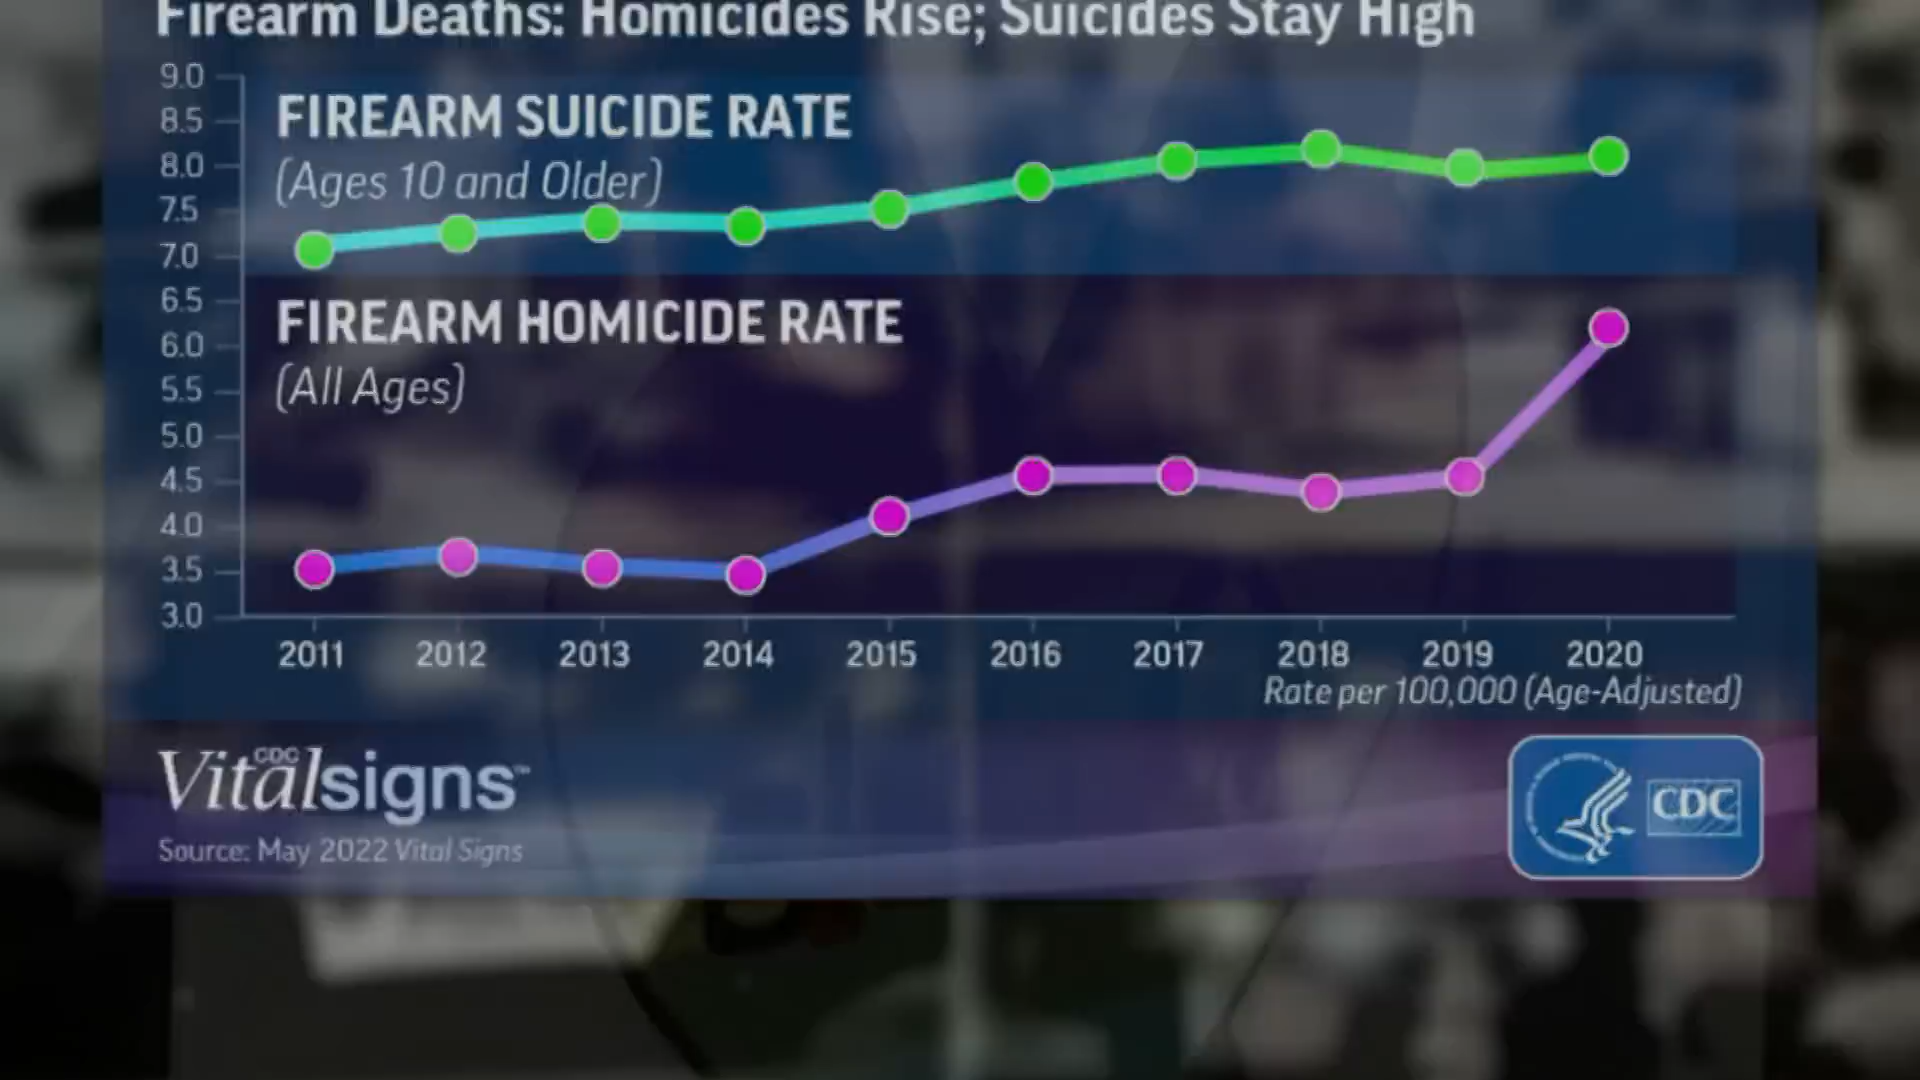 Firearm Deaths: Homicides Rise; Suicides Stay High
9.0
8.5
8.0
7.5
7.0
6.5
6.0
5.5
5.0
4.5
4.0
3.5
3.0
FIREARM SUICIDE RATE
(Ages 10 and Older)
FIREARM HOMICIDE RATE
(All Ages)
2011 2012 2013 2014 2015 2016 2017 2018 2019 2020
Rate per 100,000 (Age-Adjusted)
CDC
Vitalsigns™
Source: May 2022 Vital Signs
CDC